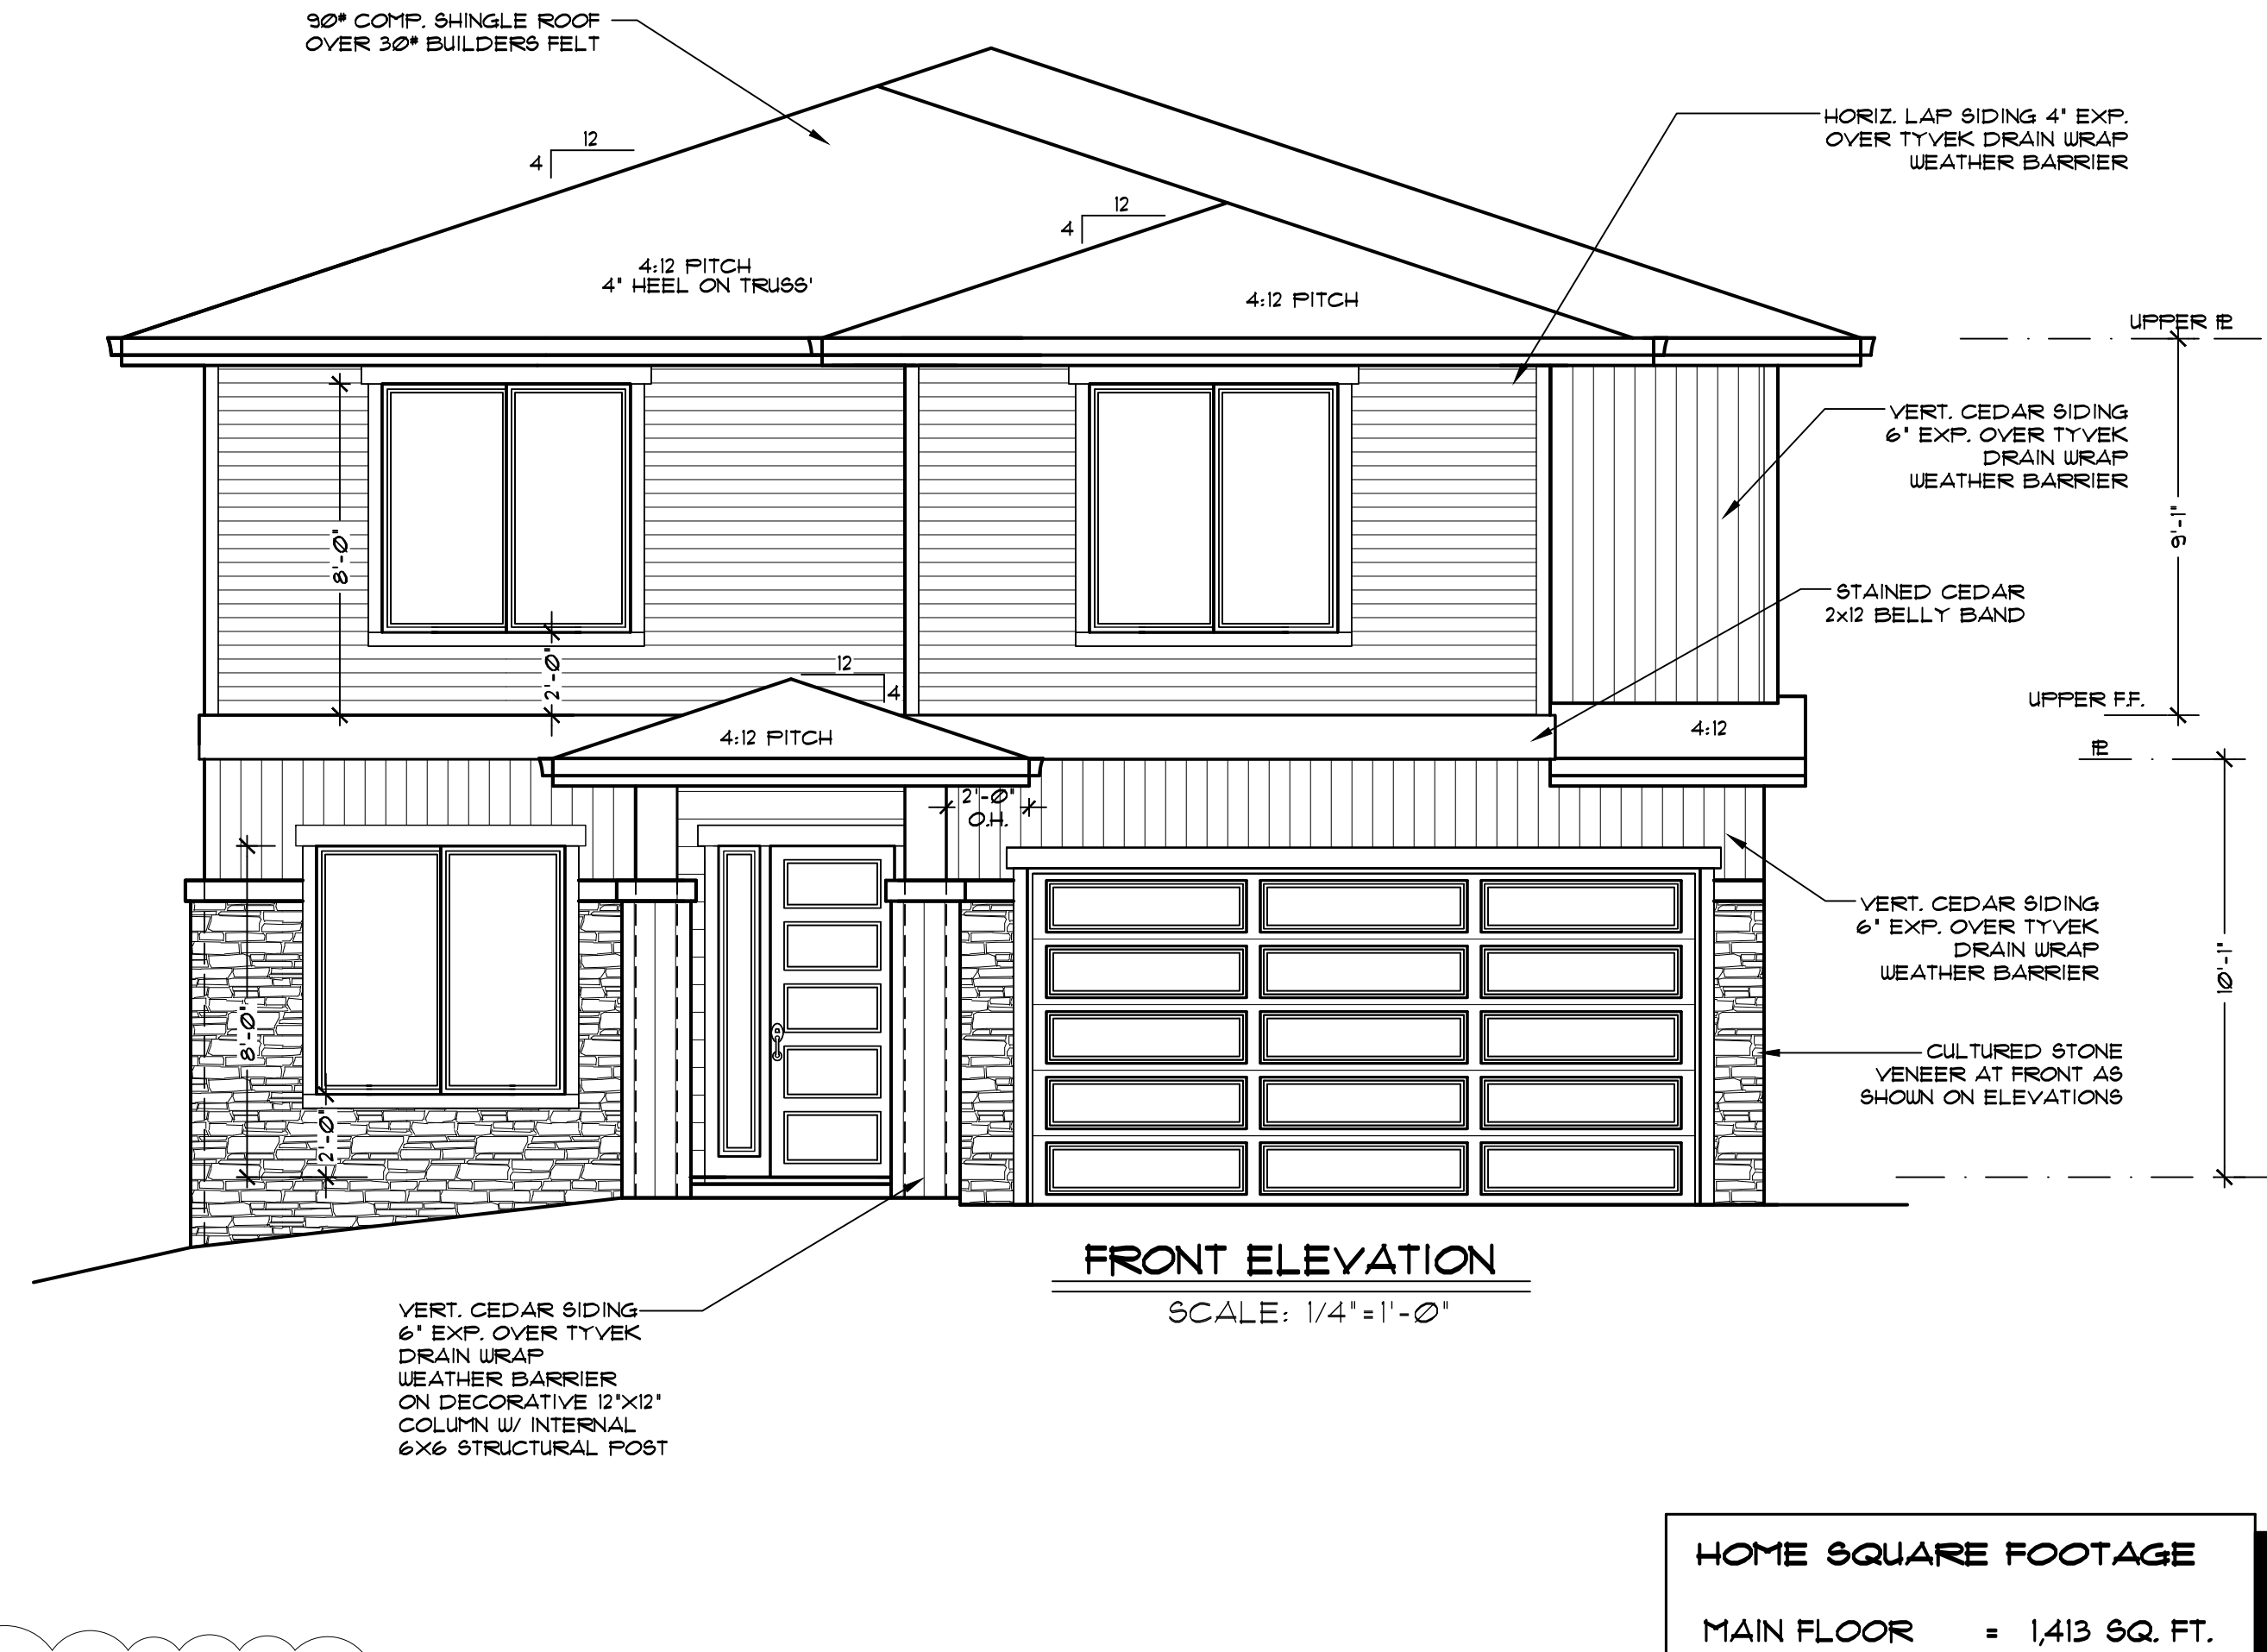 90# COMP. SHINGLE ROOF
OVER 30# BUILDERS FELT
HORIZ. LAP SIDING 4" EXP.
OVER TYVEK DRAIN WRAP
WEATHER BARRIER
12
4
12
4
4:12 PITCH
4" HEEL ON TRUSS'
4:12 PITCH
UPPER PL
VERT. CEDAR SIDING
6" EXP. OVER TYVEK
DRAIN WRAP
WEATHER BARRIER
9'-1"
8'-0"
STAINED CEDAR
2x12 BELLY BAND
2'-0"
12
4
UPPER F.F.
4:12 PITCH
4:12
PL
2'-0"
O.H.
VERT. CEDAR SIDING
6" EXP. OVER TYVEK
DRAIN WRAP
WEATHER BARRIER
10'-1"
8'-0"
CULTURED STONE
VENEER AT FRONT AS
SHOWN ON ELEVATIONS
2'-0"
FRONT ELEVATION
SCALE: 1/4"=1'-0"
VERT. CEDAR SIDING
6" EXP. OVER TYVEK
DRAIN WRAP
WEATHER BARRIER
ON DECORATIVE 12"X12"
COLUMN W/ INTERNAL
6X6 STRUCTURAL POST
HOME SQUARE FOOTAGE
MAIN FLOOR = 1,413 SQ. FT.